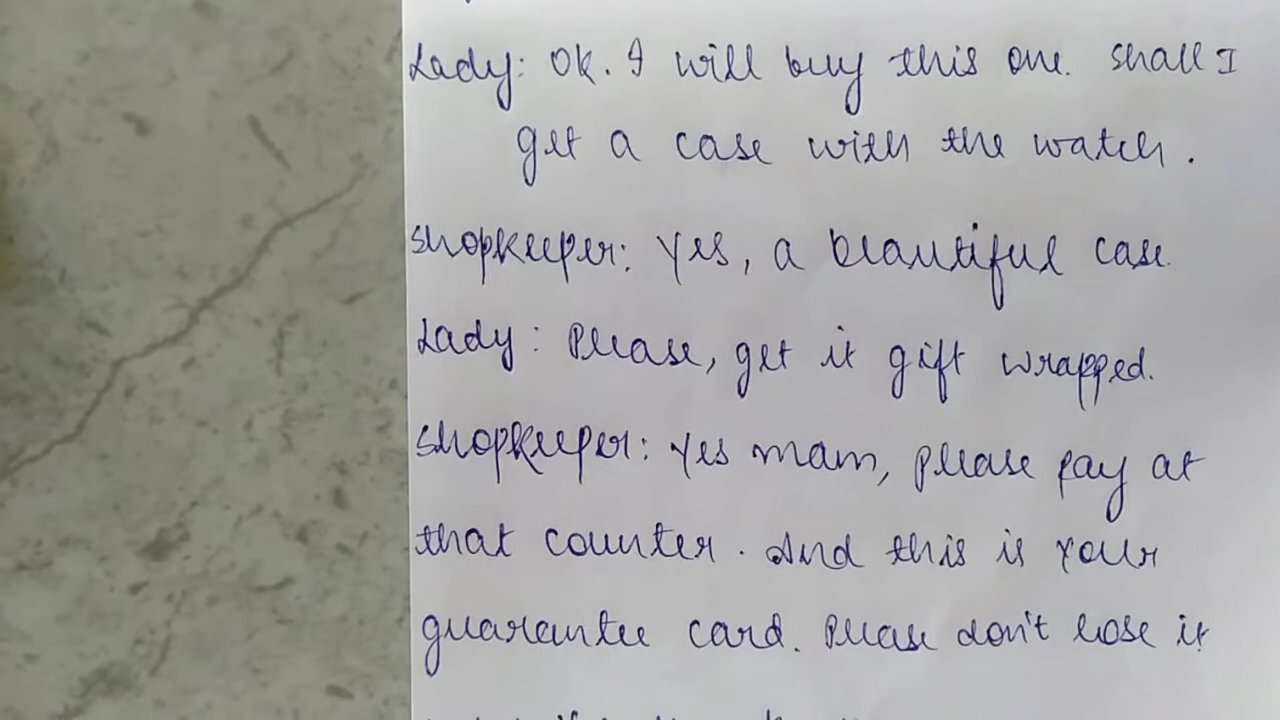 Lady: OK. I will buy this one. Shall I
get a case with the watch.
Shopkeeper: Yes, a beautiful case.
Lady: Please, get it gift wrapped.
Shopkeeper: Yes mam, please pay at
that counter. And this is your
guarantee card. Please don't lose it